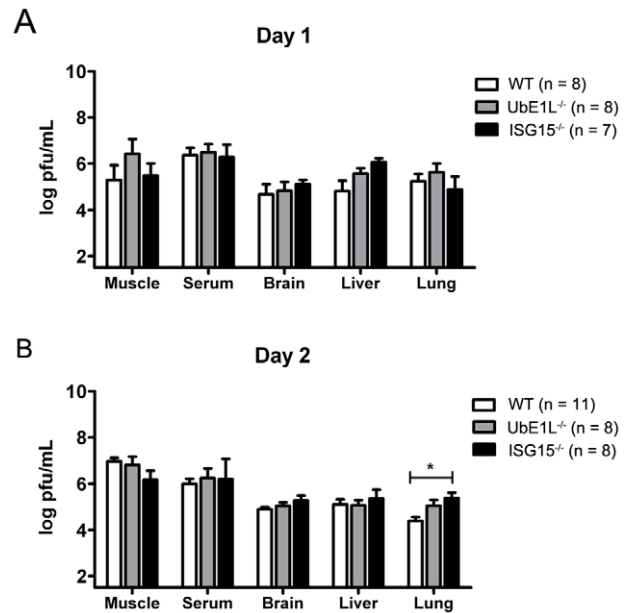 A
Day 1
10
8
6
4
2
log pfu/mL
Muscle Serum Brain Liver Lung
WT (n = 8)
UbE1L-/- (n = 8)
ISG15-/- (n = 7)
B
Day 2
10
8
6
4
2
log pfu/mL
*
Muscle Serum Brain Liver Lung
WT (n = 11)
UbE1L-/- (n = 8)
ISG15-/- (n = 8)